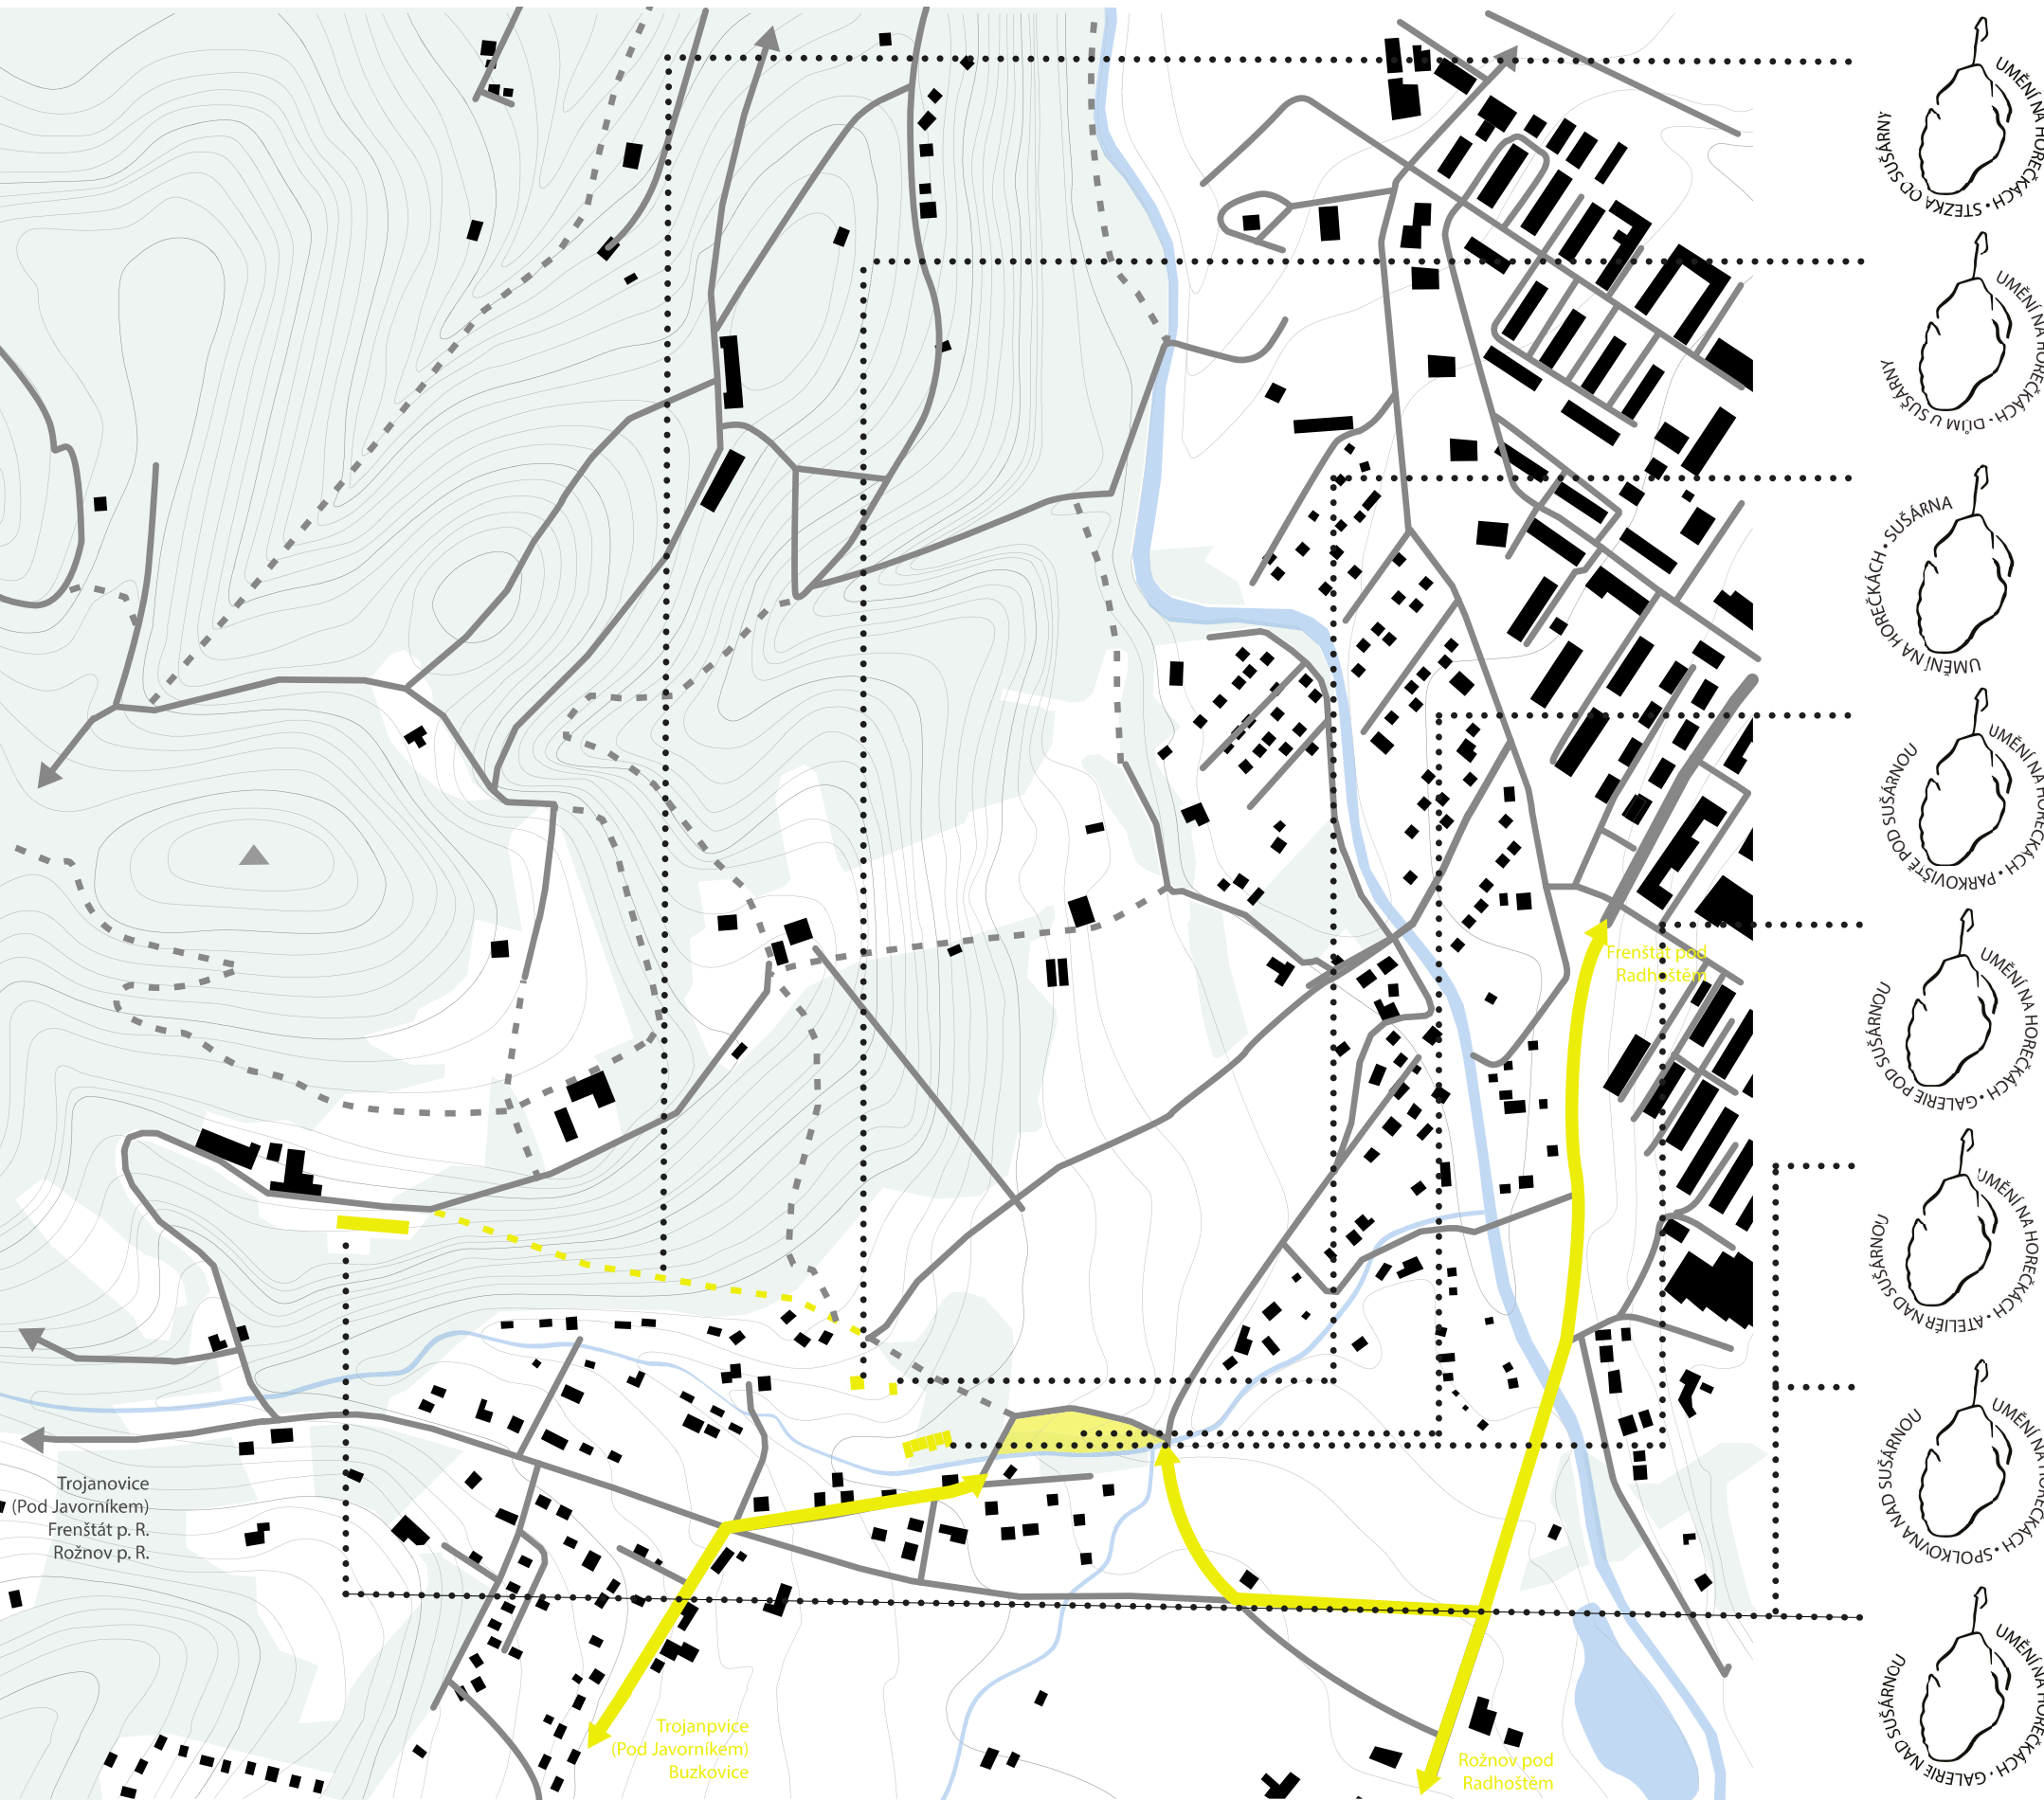 UMĚNÍ NA HOREČKÁCH • STEZKA OD SUŠÁRNY
UMĚNÍ NA HOREČKÁCH • DŮM U SUŠÁRNY
UMĚNÍ NA HOREČKÁCH • SUŠÁRNA
UMĚNÍ NA HOREČKÁCH • PARKOVIŠTĚ POD SUŠÁRNOU
UMĚNÍ NA HOREČKÁCH • GALERIE POD SUŠÁRNOU
UMĚNÍ NA HOREČKÁCH • ATELIÉR NAD SUŠÁRNOU
UMĚNÍ NA HOREČKÁCH • SPOLKOVNA NAD SUŠÁRNOU
UMĚNÍ NA HOREČKÁCH • GALERIE NAD SUŠÁRNOU
Frenštat pod
Radhoštěm
Trojanovice
(Pod Javorníkem)
Frenštát p. R.
Rožnov p. R.
Trojanpvice
(Pod Javorníkem)
Buzkovice
Rožnov pod
Radhoštěm